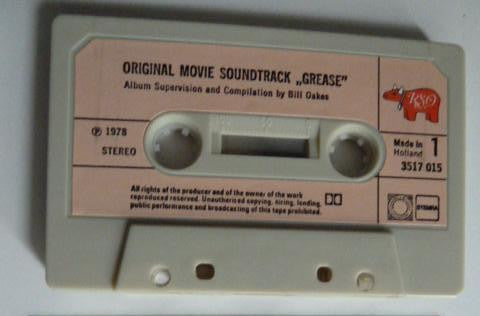 ORIGINAL MOVIE SOUNDTRACK „GREASE"
Album Supervision and Compilation by Bill Oakes
RSO
℗ 1978
STEREO
Made in
Holland
1
3517 015
All rights of the producer and of the owner of the work
reproduced reserved. Unauthorised copying, hiring, lending,
public performance and broadcasting of this tape prohibited.
STEMRA